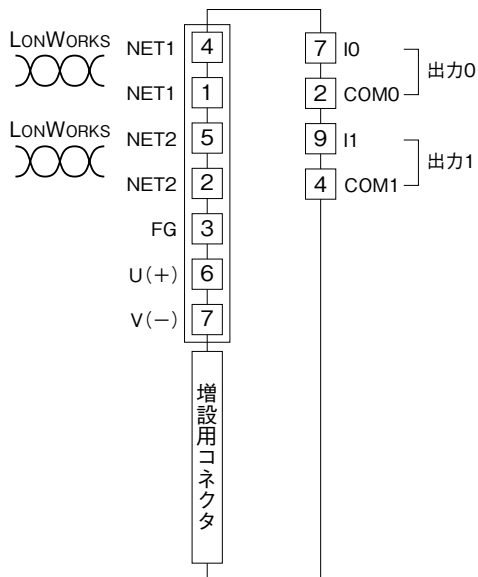 LONWORKS
NET1 4
NET1 1
LONWORKS
NET2 5
NET2 2
FG 3
U(+) 6
V(−) 7
増設用コネクタ
7 I0
2 COM0
出力0
9 I1
4 COM1
出力1